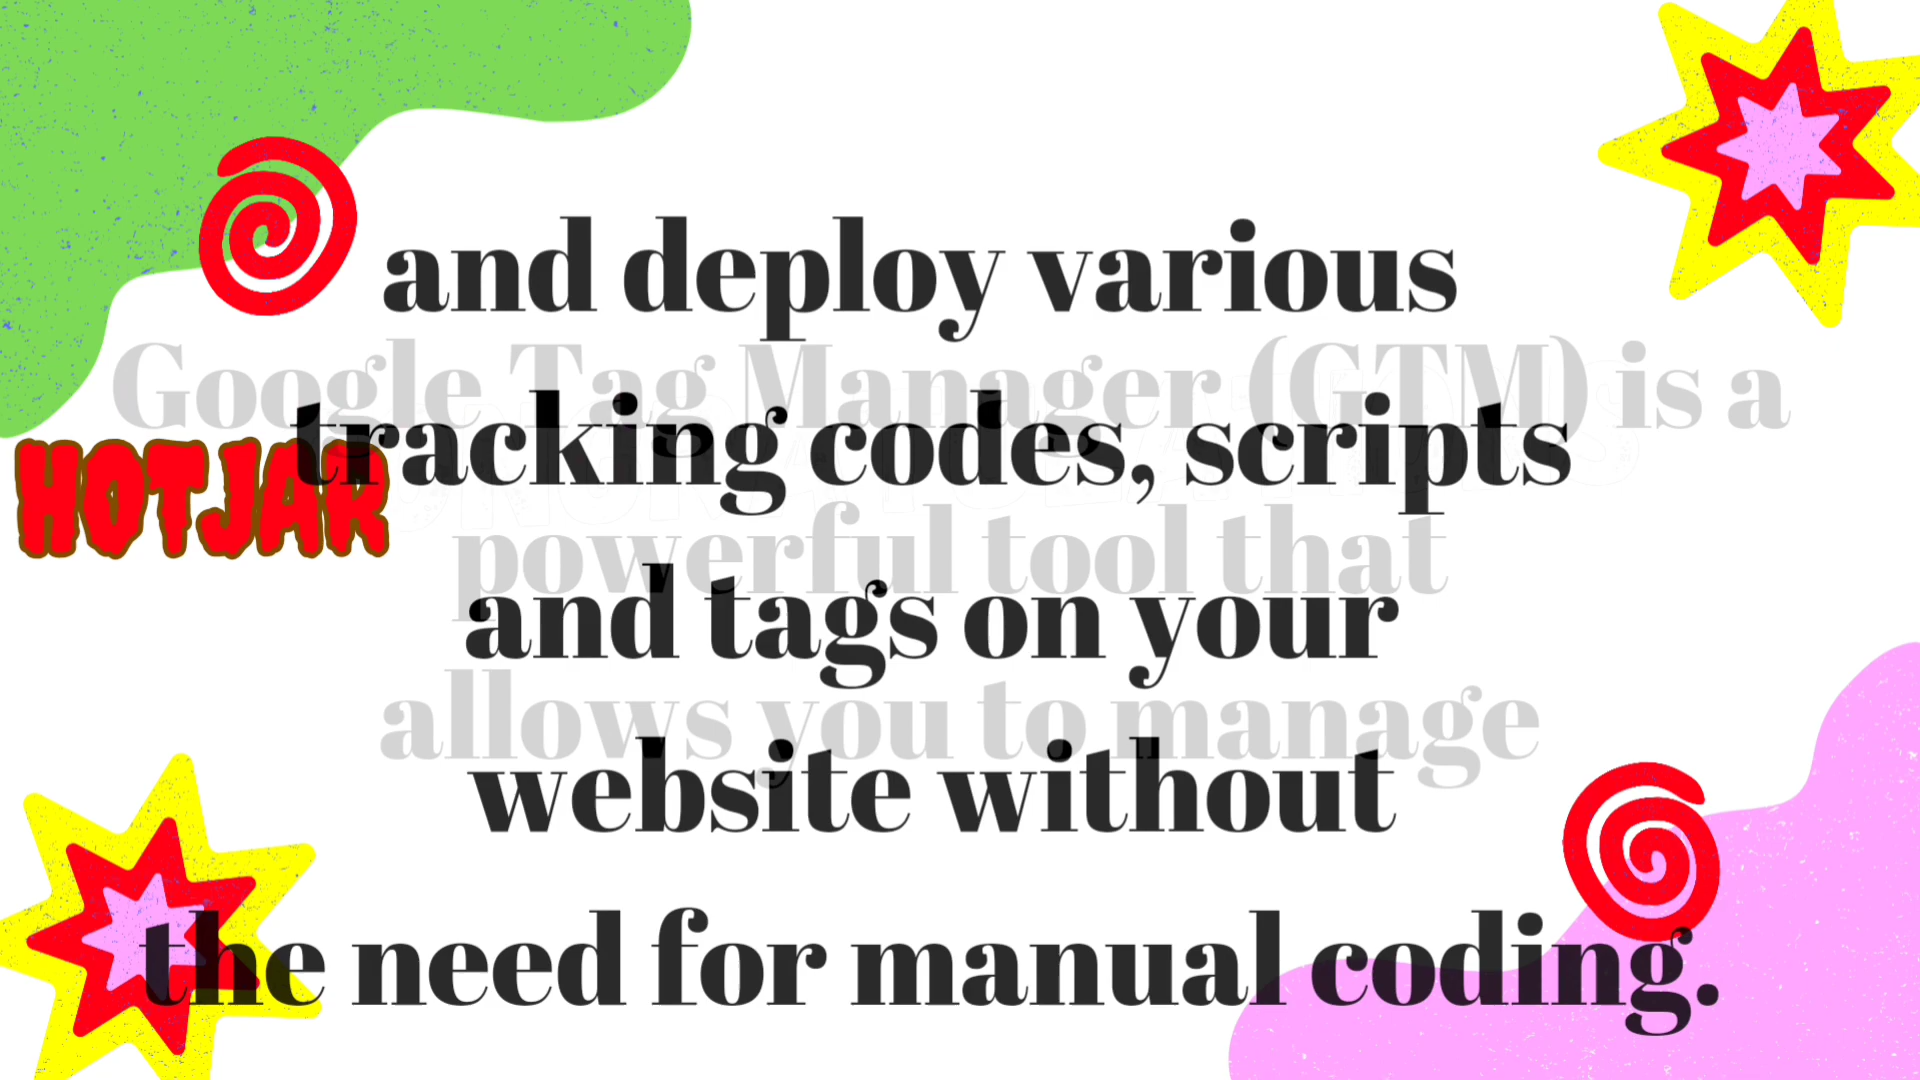 Google Tag Manager (GTM) is a
powerful tool that
allows you to manage
and deploy various
tracking codes, scripts
and tags on your
website without
the need for manual coding.
HOTJAR